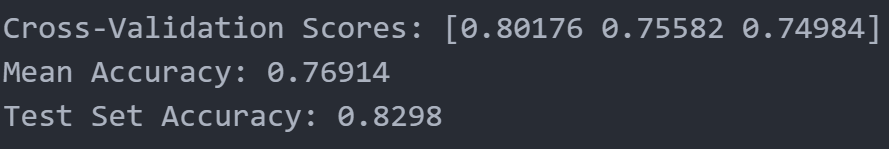 Cross-Validation Scores: [0.80176 0.75582 0.74984]
Mean Accuracy: 0.76914
Test Set Accuracy: 0.8298